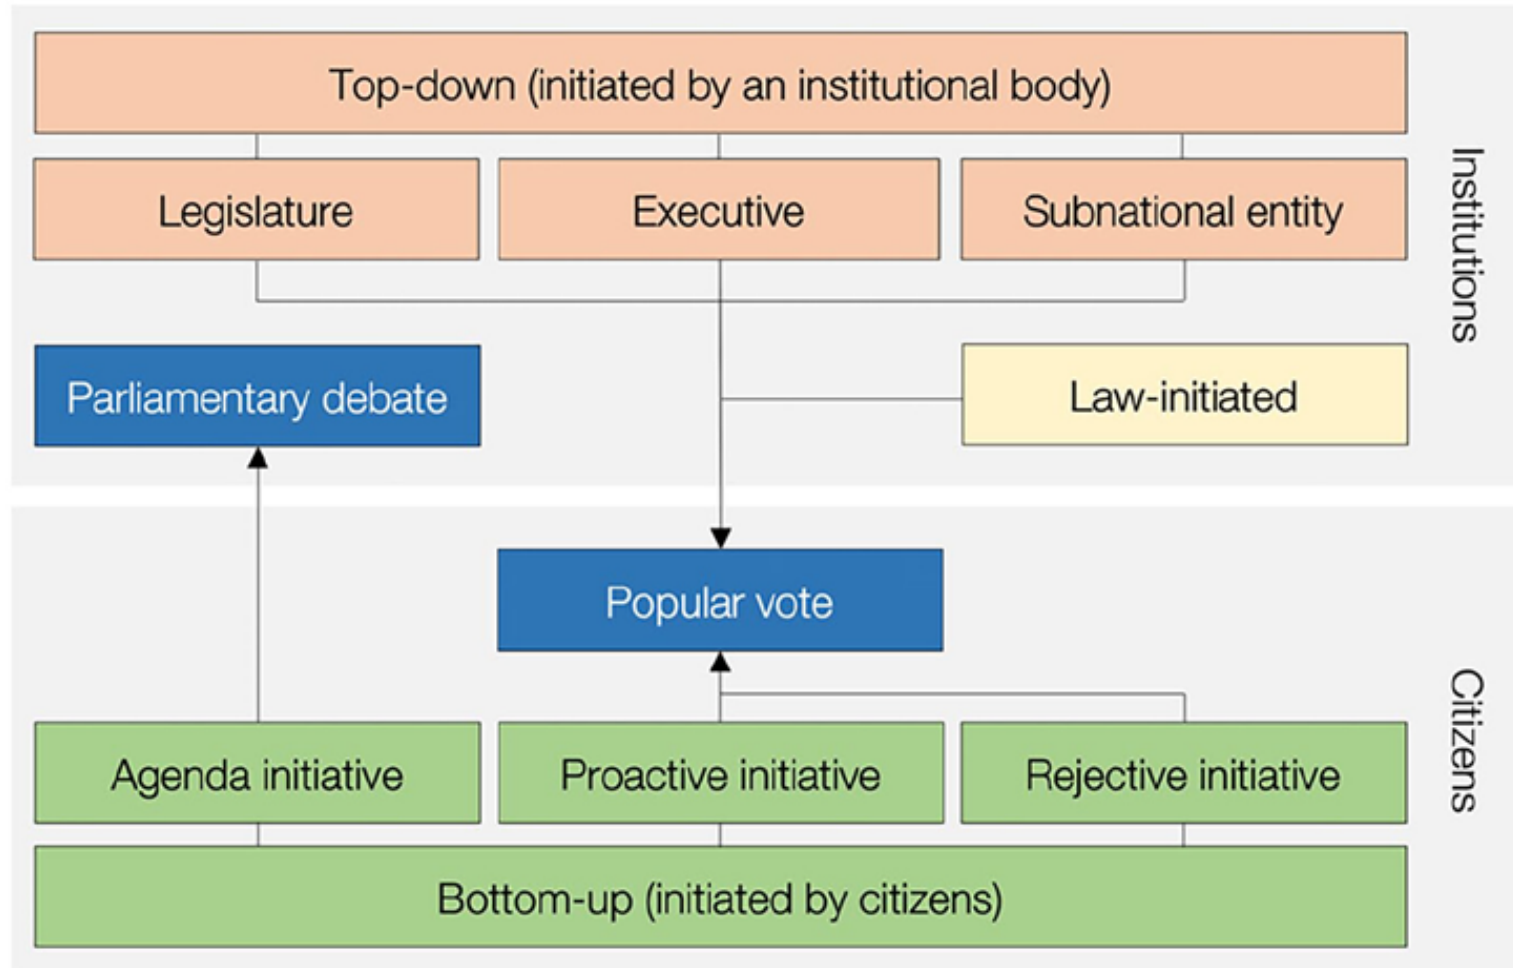 Top-down (initiated by an institutional body)
Legislature
Executive
Subnational entity
Institutions
Parliamentary debate
Law-initiated
Popular vote
Citizens
Agenda initiative
Proactive initiative
Rejective initiative
Bottom-up (initiated by citizens)